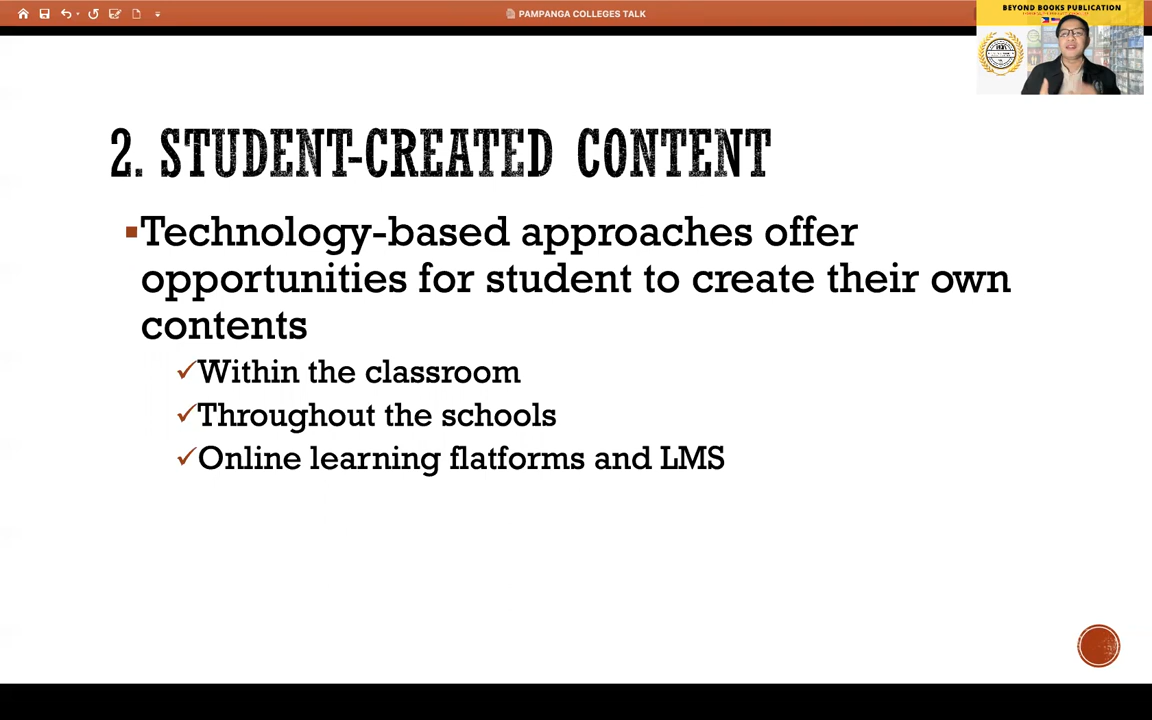 PAMPANGA COLLEGES TALK
BEYOND BOOKS PUBLICATION
2. STUDENT-CREATED CONTENT
Technology-based approaches offer
opportunities for student to create their own
contents
Within the classroom
Throughout the schools
Online learning flatforms and LMS